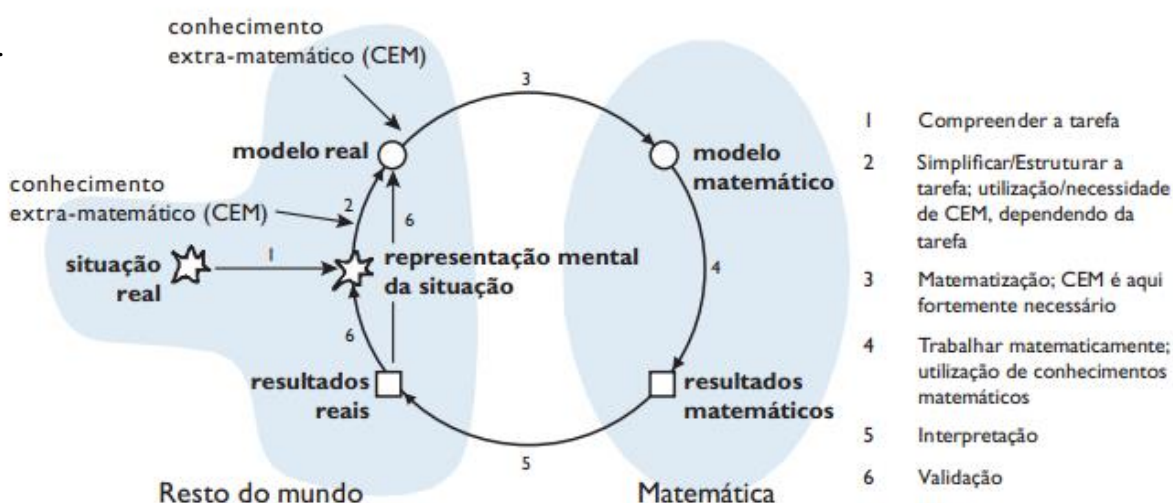 conhecimento
extra-matemático (CEM)
3
modelo real
modelo
matemático
conhecimento
extra-matemático (CEM)
2
6
situação
real
1
representação mental
da situação
4
6
resultados
reais
resultados
matemáticos
5
Resto do mundo
Matemática
1 Compreender a tarefa
2 Simplificar/Estruturar a
tarefa; utilização/necessidade
de CEM, dependendo da
tarefa
3 Matematização; CEM é aqui
fortemente necessário
4 Trabalhar matematicamente;
utilização de conhecimentos
matemáticos
5 Interpretação
6 Validação